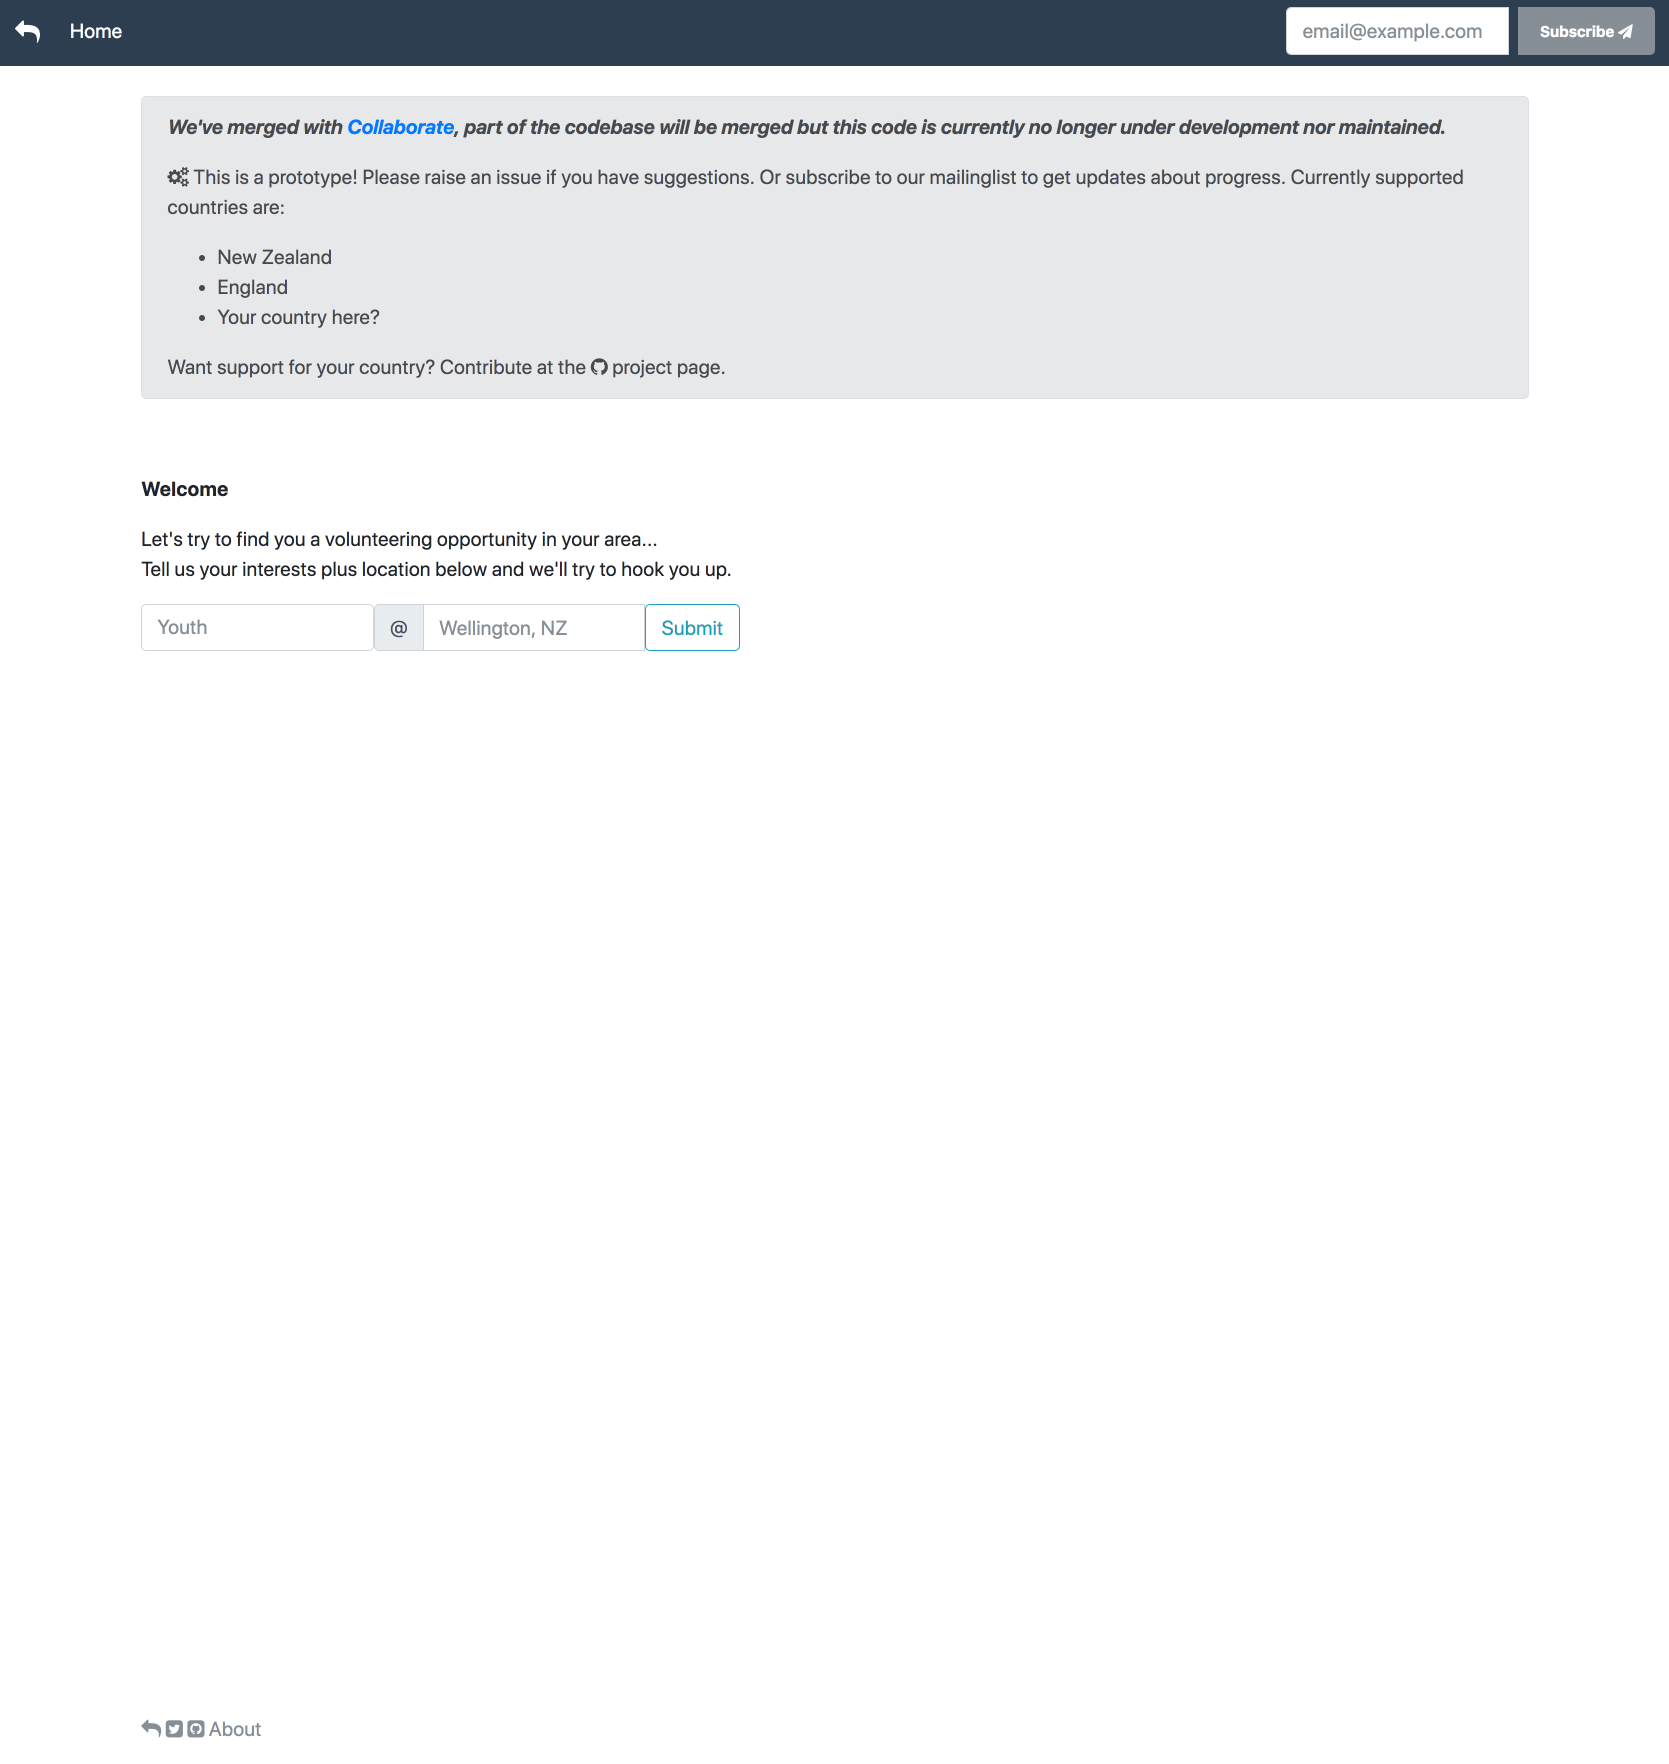 Home
email@example.com
Subscribe
We've merged with Collaborate, part of the codebase will be merged but this code is currently no longer under development nor maintained.
This is a prototype! Please raise an issue if you have suggestions. Or subscribe to our mailinglist to get updates about progress. Currently supported
countries are:
• New Zealand
• England
• Your country here?
Want support for your country? Contribute at the project page.
Welcome
Let's try to find you a volunteering opportunity in your area...
Tell us your interests plus location below and we'll try to hook you up.
Youth @ Wellington, NZ Submit
About